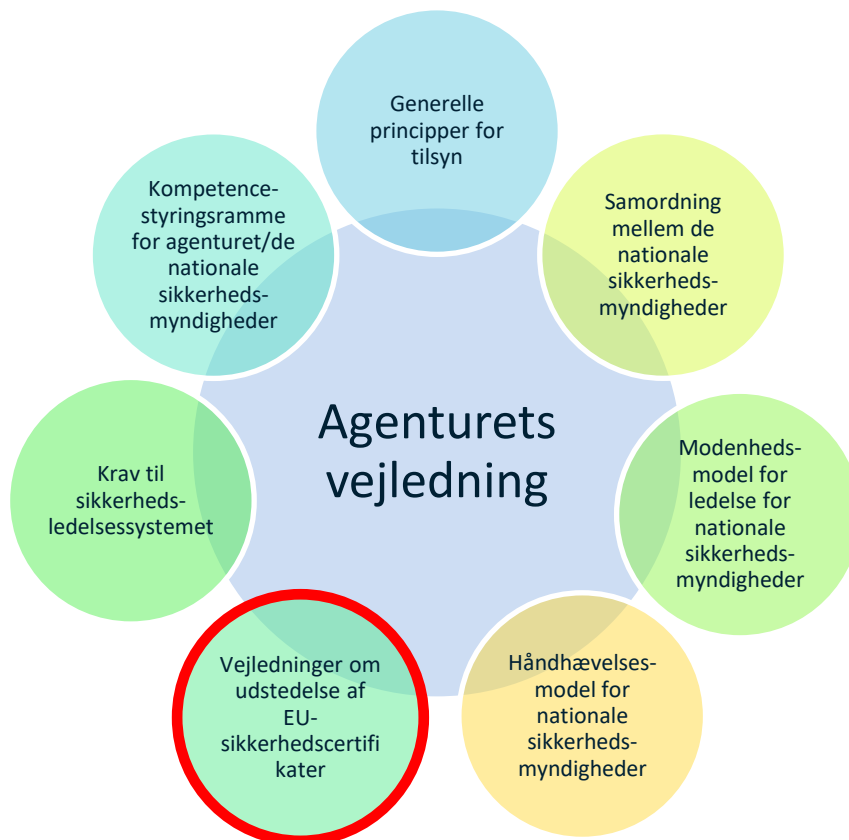 Generelle
principper for
tilsyn
Samordning
mellem de
nationale
sikkerheds-
myndigheder
Modenheds-
model for
ledelse for
nationale
sikkerheds-
myndigheder
Håndhævelses-
model for
nationale
sikkerheds-
myndigheder
Vejledninger om
udstedelse af
EU-
sikkerhedscertifi
kater
Krav til
sikkerheds-
ledelsessystemet
Kompetence-
styringsramme
for agenturet/de
nationale
sikkerheds-
myndigheder
Agenturets
vejledning